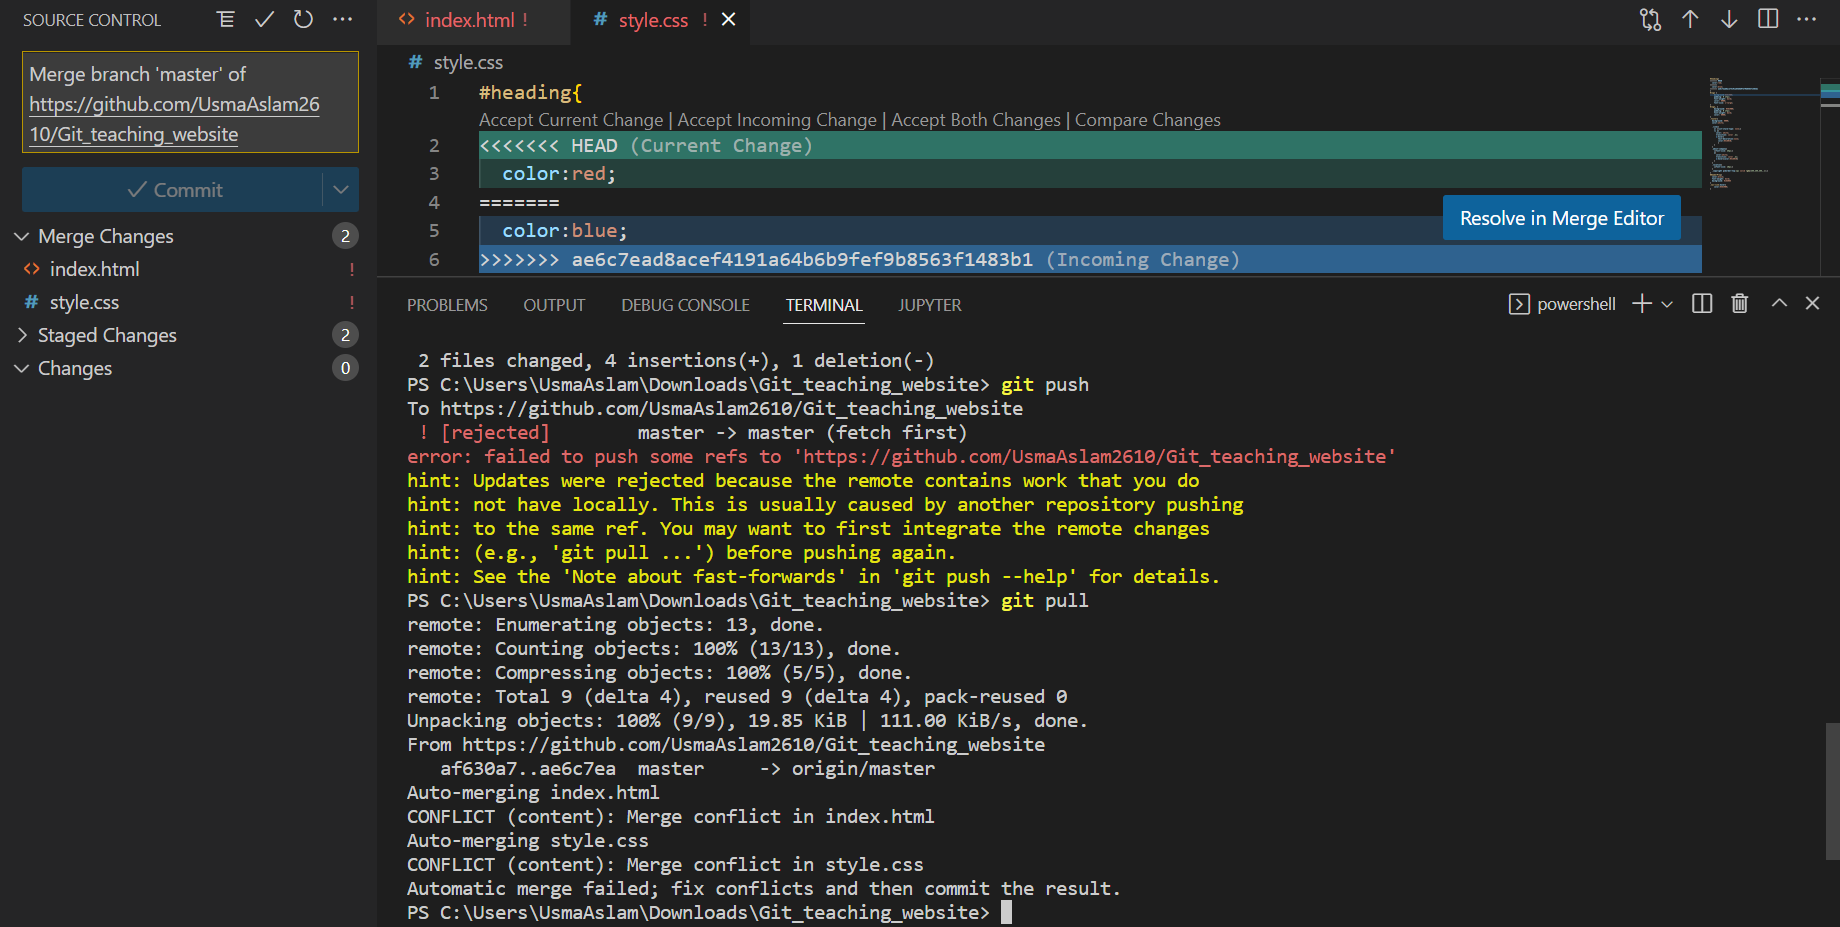 SOURCE CONTROL
Merge branch 'master' of
https://github.com/UsmaAslam26
10/Git_teaching_website
Commit
Merge Changes 2
index.html !
style.css !
Staged Changes 2
Changes 0
index.html ! style.css !
style.css
1 #heading{
Accept Current Change | Accept Incoming Change | Accept Both Changes | Compare Changes
2 <<<<<<< HEAD (Current Change)
3 color:red;
4 =======
5 color:blue;
Resolve in Merge Editor
6 >>>>>>> ae6c7ead8acef4191a64b6b9fef9b8563f1483b1 (Incoming Change)
PROBLEMS OUTPUT DEBUG CONSOLE TERMINAL JUPYTER powershell
2 files changed, 4 insertions(+), 1 deletion(-)
PS C:\Users\UsmaAslam\Downloads\Git_teaching_website> git push
To https://github.com/UsmaAslam2610/Git_teaching_website
! [rejected] master -> master (fetch first)
error: failed to push some refs to 'https://github.com/UsmaAslam2610/Git_teaching_website'
hint: Updates were rejected because the remote contains work that you do
hint: not have locally. This is usually caused by another repository pushing
hint: to the same ref. You may want to first integrate the remote changes
hint: (e.g., 'git pull ...') before pushing again.
hint: See the 'Note about fast-forwards' in 'git push --help' for details.
PS C:\Users\UsmaAslam\Downloads\Git_teaching_website> git pull
remote: Enumerating objects: 13, done.
remote: Counting objects: 100% (13/13), done.
remote: Compressing objects: 100% (5/5), done.
remote: Total 9 (delta 4), reused 9 (delta 4), pack-reused 0
Unpacking objects: 100% (9/9), 19.85 KiB | 111.00 KiB/s, done.
From https://github.com/UsmaAslam2610/Git_teaching_website
af630a7..ae6c7ea master -> origin/master
Auto-merging index.html
CONFLICT (content): Merge conflict in index.html
Auto-merging style.css
CONFLICT (content): Merge conflict in style.css
Automatic merge failed; fix conflicts and then commit the result.
PS C:\Users\UsmaAslam\Downloads\Git_teaching_website>